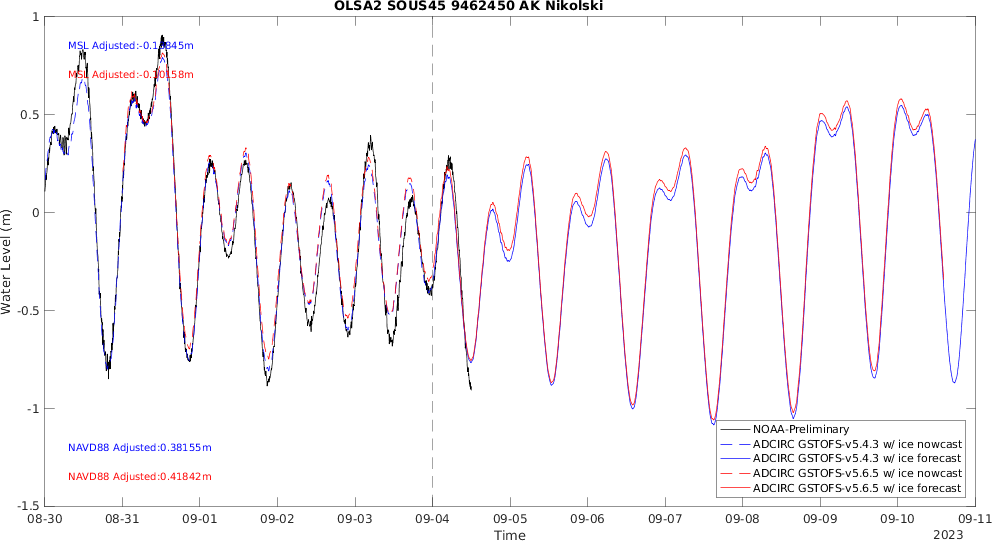 OLSA2 SOUS45 9462450 AK Nikolski
1
MSL Adjusted:
MSL Adjusted:
0.5
0
Water Level (m)
-0.5
-1
NAVD88 Adjusted:0.38155m
NAVD88 Adjusted:0.41842m
-1.5
NOAA-Preliminary
ADCIRC GSTOFS-v5.4.3 w/ ice nowcast
ADCIRC GSTOFS-v5.4.3 w/ ice forecast
ADCIRC GSTOFS-v5.6.5 w/ ice nowcast
ADCIRC GSTOFS-v5.6.5 w/ ice forecast
08-30 08-31 09-01 09-02 09-03 09-04 09-05 09-06 09-07 09-08 09-09 09-10 09-11
Time
2023